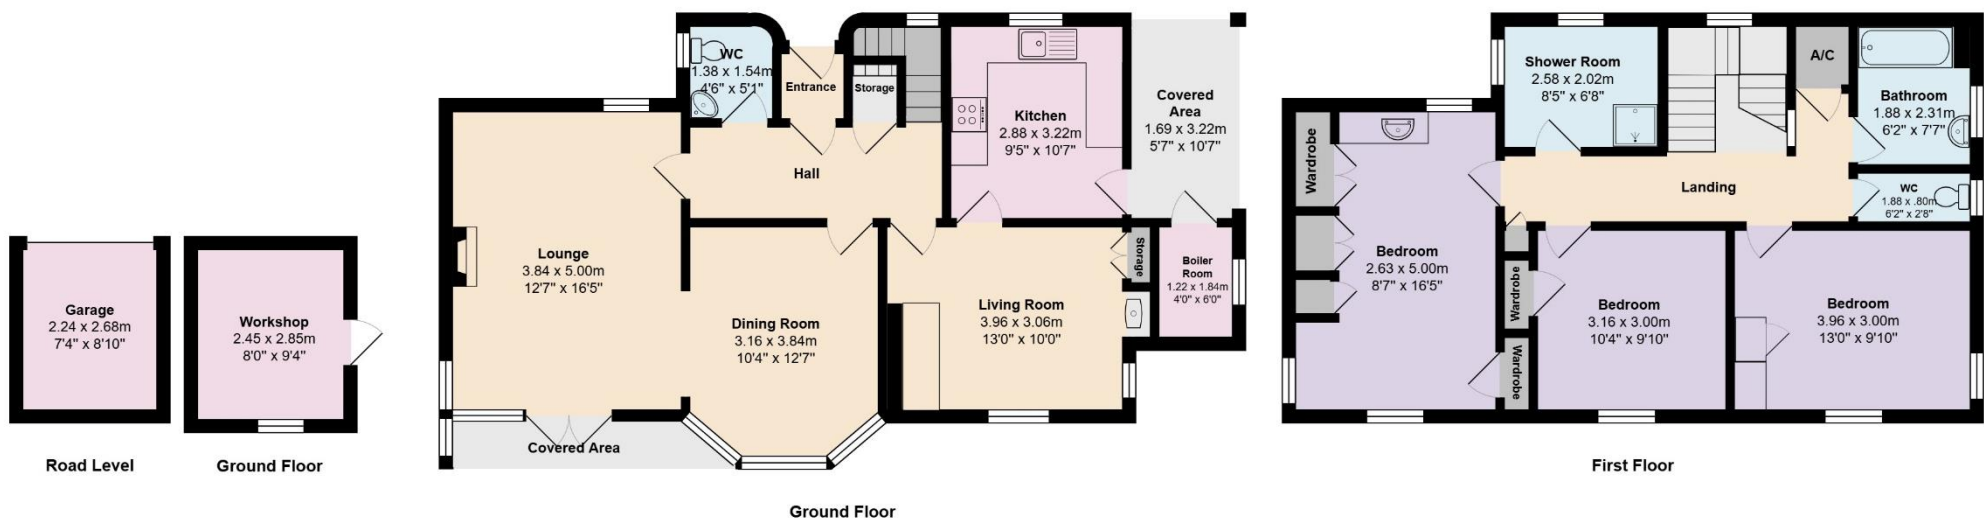 Garage
2.24 x 2.68m
7'4" x 8'10"
Road Level
Workshop
2.45 x 2.85m
8'0" x 9'4"
Ground Floor
WC
1.38 x 1.54m
4'6" x 5'1"
Entrance
Storage
Kitchen
2.88 x 3.22m
9'5" x 10'7"
Covered
Area
1.69 x 3.22m
5'7" x 10'7"
Hall
Lounge
3.84 x 5.00m
12'7" x 16'5"
Dining Room
3.16 x 3.84m
10'4" x 12'7"
Living Room
3.96 x 3.06m
13'0" x 10'0"
Storage
Boiler
Room
1.22 x 1.84m
4'0" x 6'0"
Covered Area
Ground Floor
Shower Room
2.58 x 2.02m
8'5" x 6'8"
A/C
Bathroom
1.88 x 2.31m
6'2" x 7'7"
Wardrobe
Landing
WC
1.88 x .80m
6'2" x 2'8"
Bedroom
2.63 x 5.00m
8'7" x 16'5"
Wardrobe
Wardrobe
Bedroom
3.16 x 3.00m
10'4" x 9'10"
Bedroom
3.96 x 3.00m
13'0" x 9'10"
First Floor